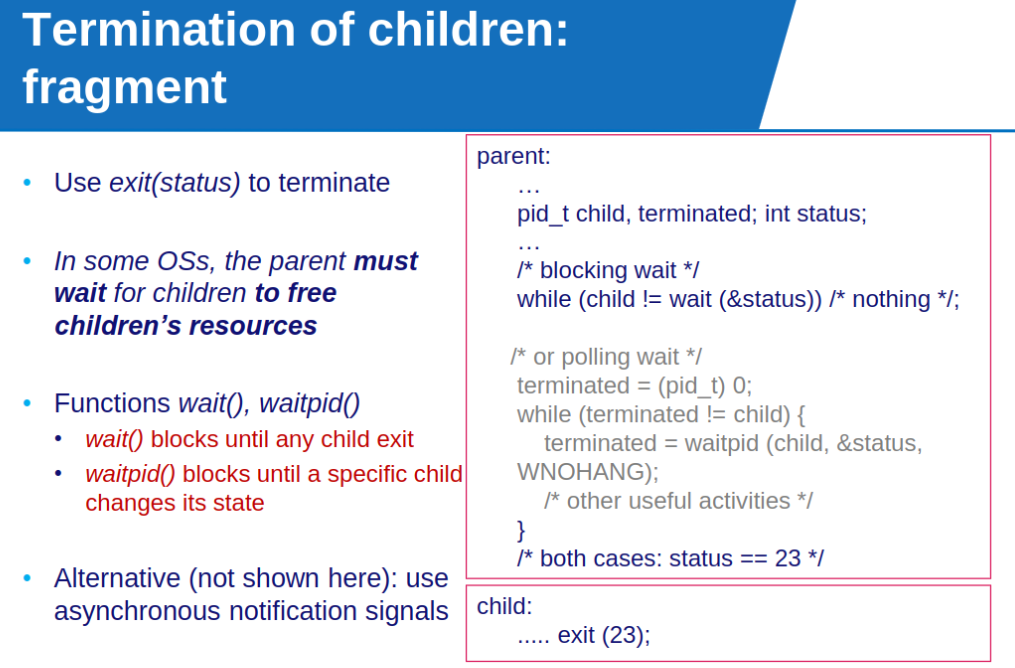 Termination of children:
fragment
• Use exit(status) to terminate
• In some OSs, the parent must
wait for children to free
children’s resources
• Functions wait(), waitpid()
• wait() blocks until any child exit
• waitpid() blocks until a specific child
changes its state
• Alternative (not shown here): use
asynchronous notification signals
parent:
…
pid_t child, terminated; int status;
…
/* blocking wait */
while (child != wait (&status)) /* nothing */;
/* or polling wait */
terminated = (pid_t) 0;
while (terminated != child) {
terminated = waitpid (child, &status,
WNOHANG);
/* other useful activities */
}
/* both cases: status == 23 */
child:
..... exit (23);